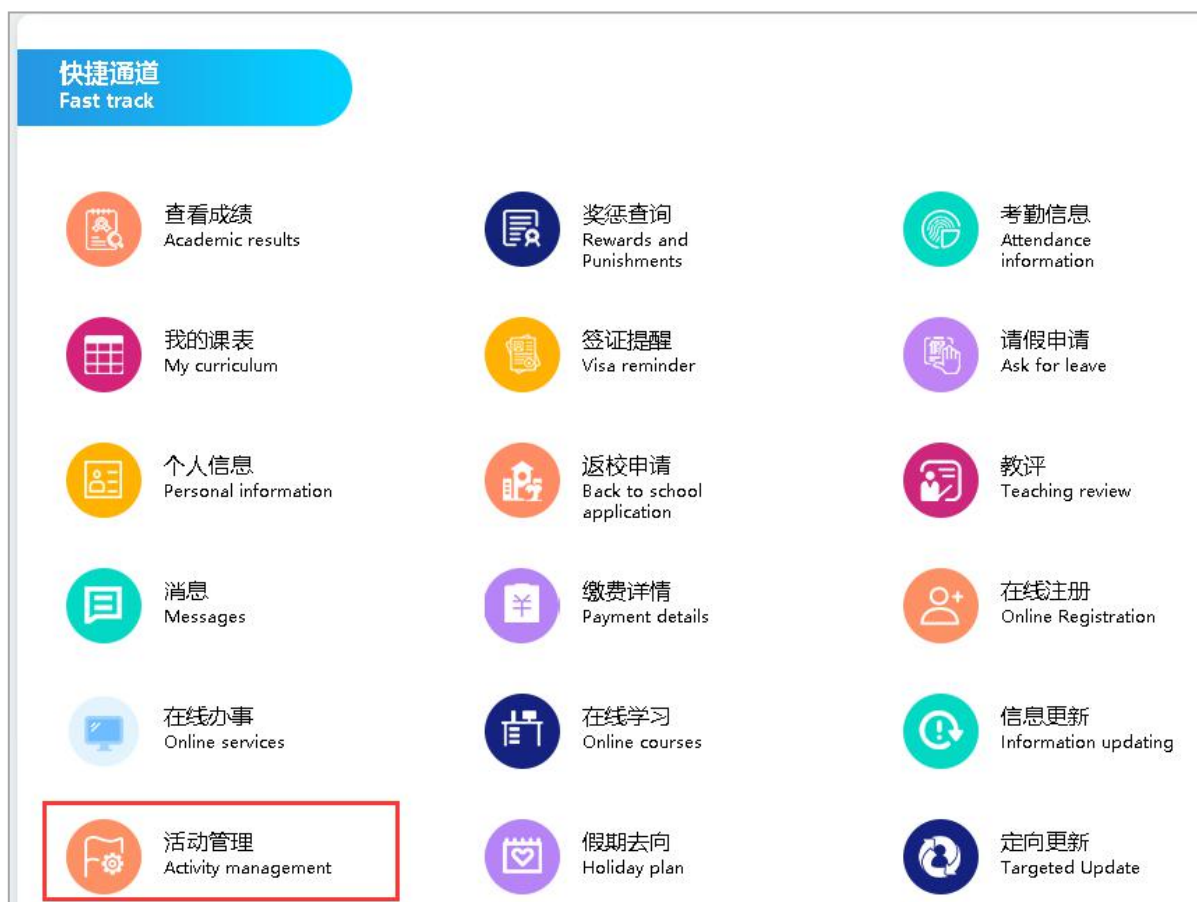 快捷通道
Fast track
查看成绩
Academic results
奖惩查询
Rewards and
Punishments
考勤信息
Attendance
information
我的课表
My curriculum
签证提醒
Visa reminder
请假申请
Ask for leave
个人信息
Personal information
返校申请
Back to school
application
教评
Teaching review
消息
Messages
缴费详情
Payment details
在线注册
Online Registration
在线办事
Online services
在线学习
Online courses
信息更新
Information updating
活动管理
Activity management
假期去向
Holiday plan
定向更新
Targeted Update